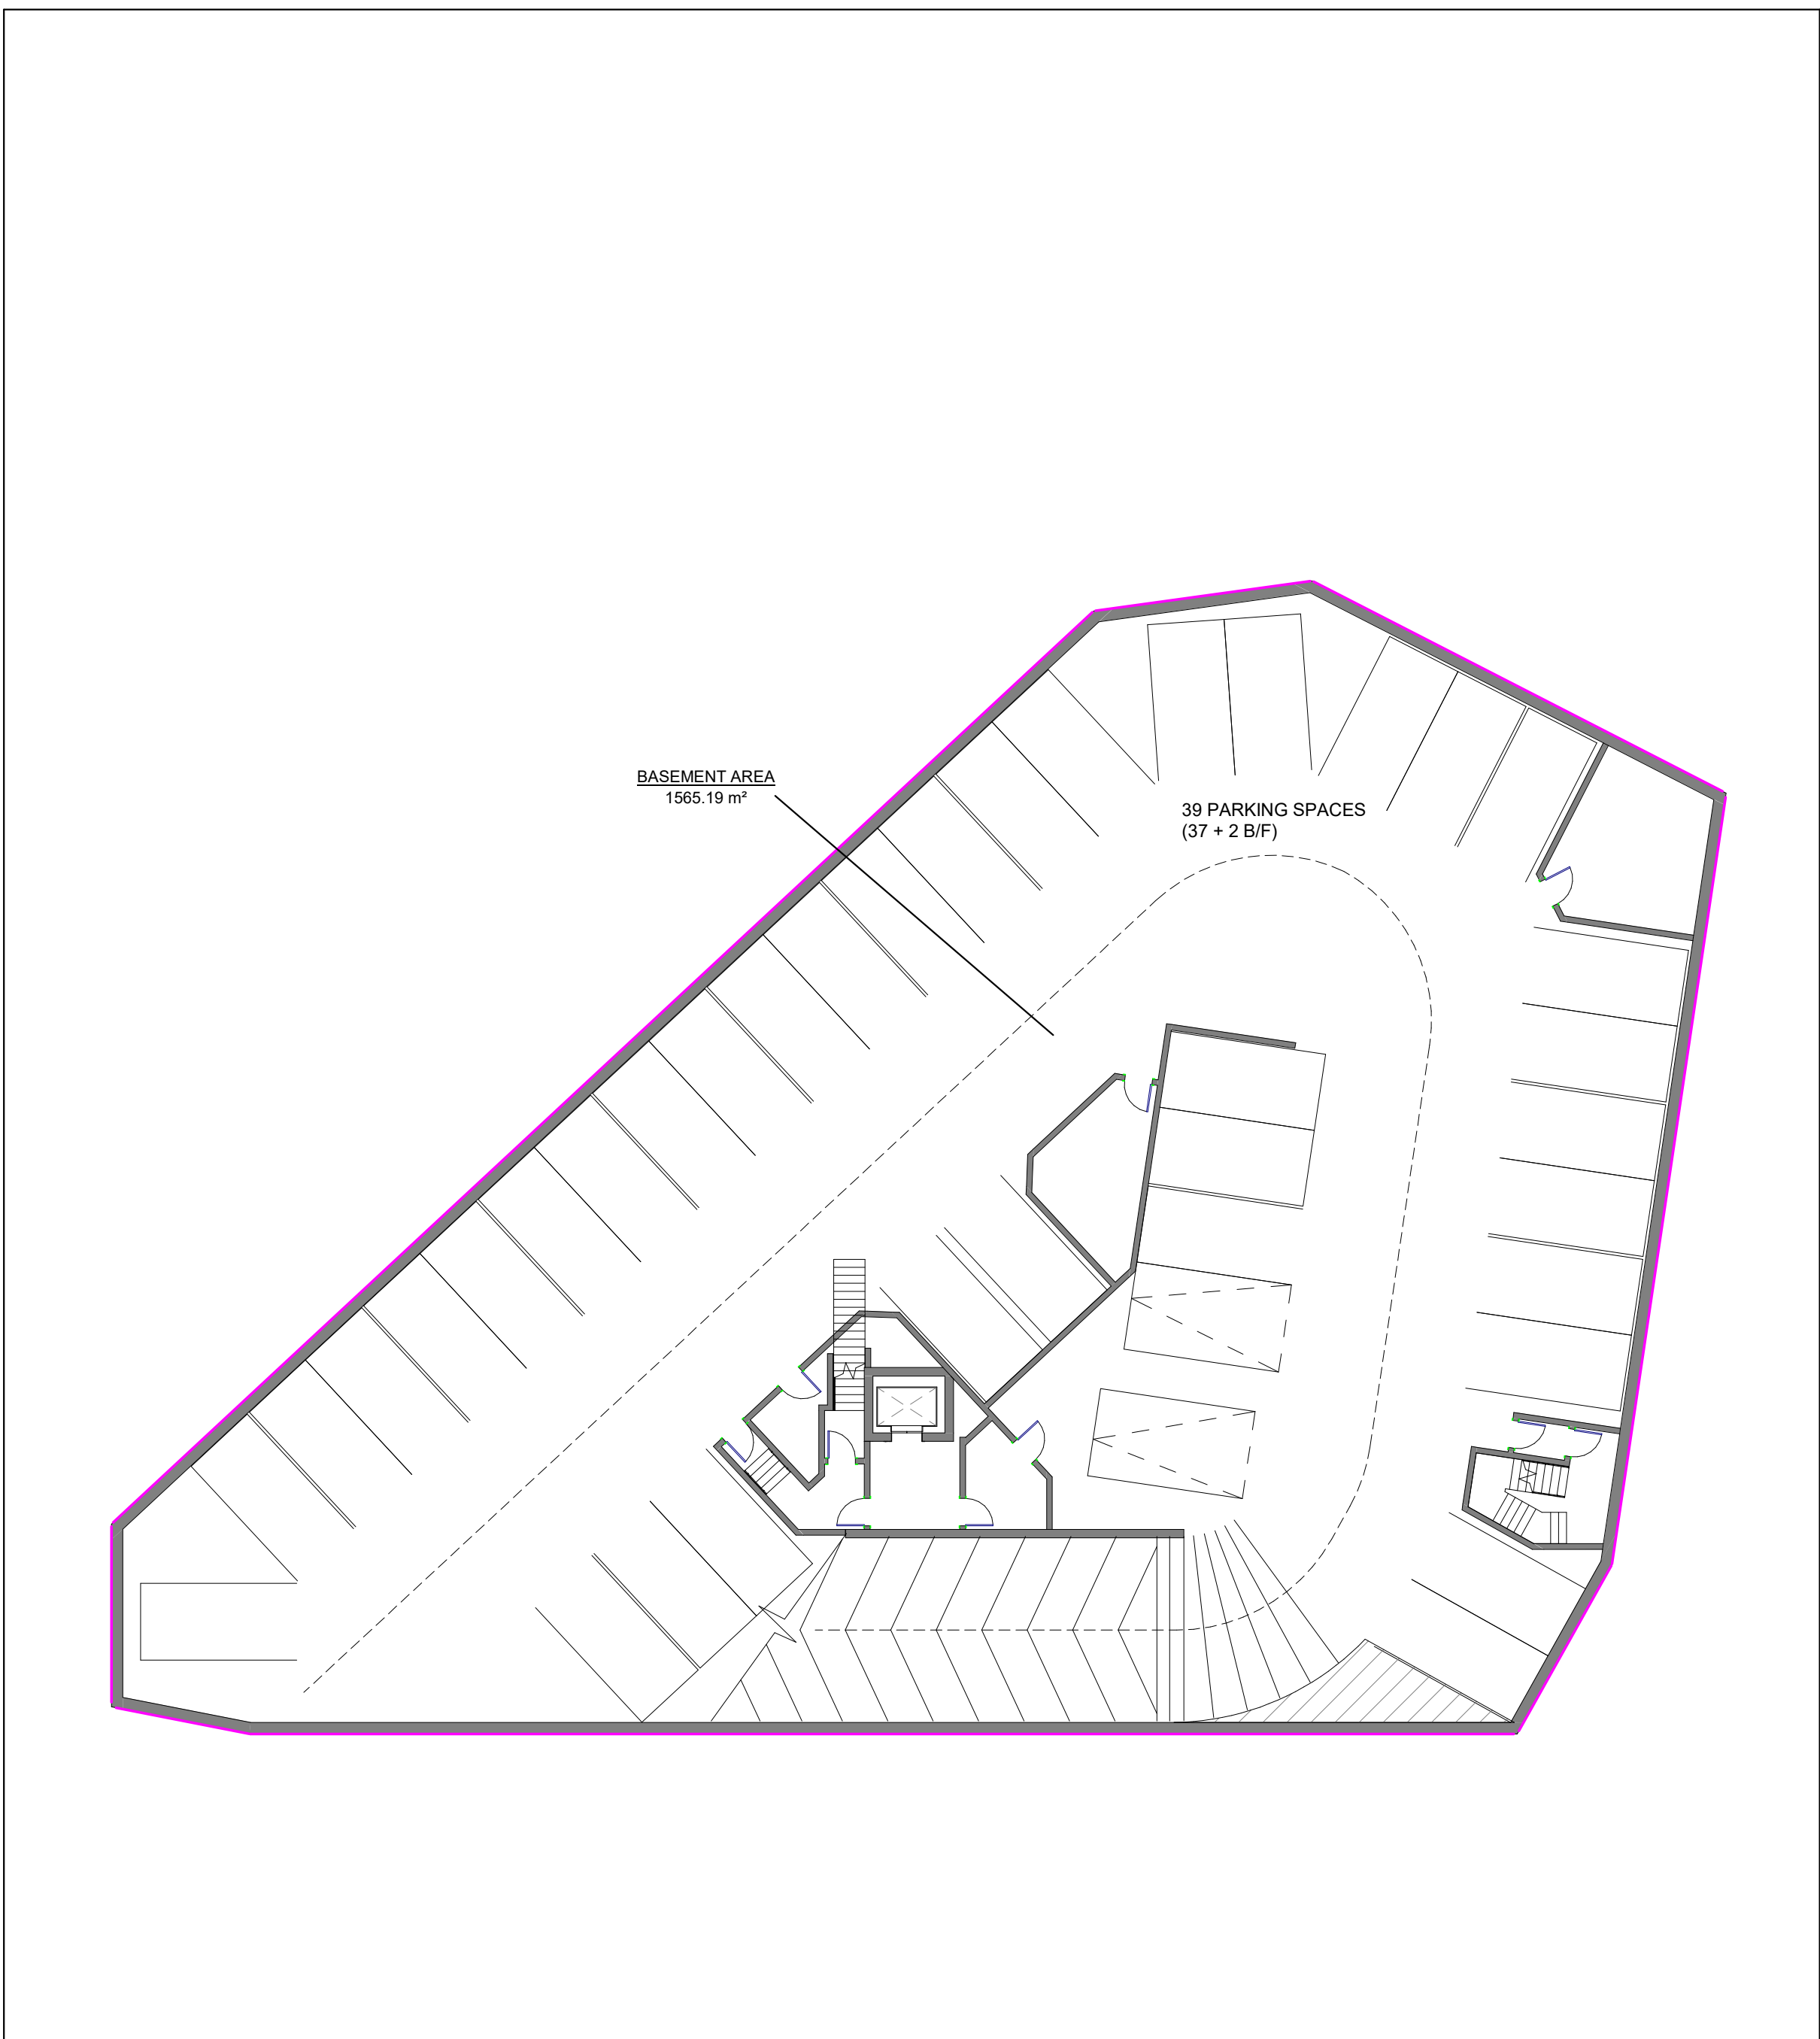 BASEMENT AREA
1565.19 m²
39 PARKING SPACES
(37 + 2 B/F)